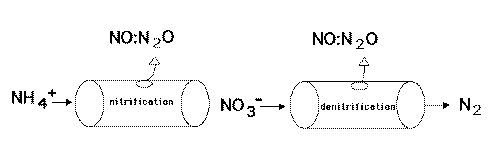 NO:N₂O NO:N₂O
NH₄⁺ nitrification NO₃⁻ denitrification N₂